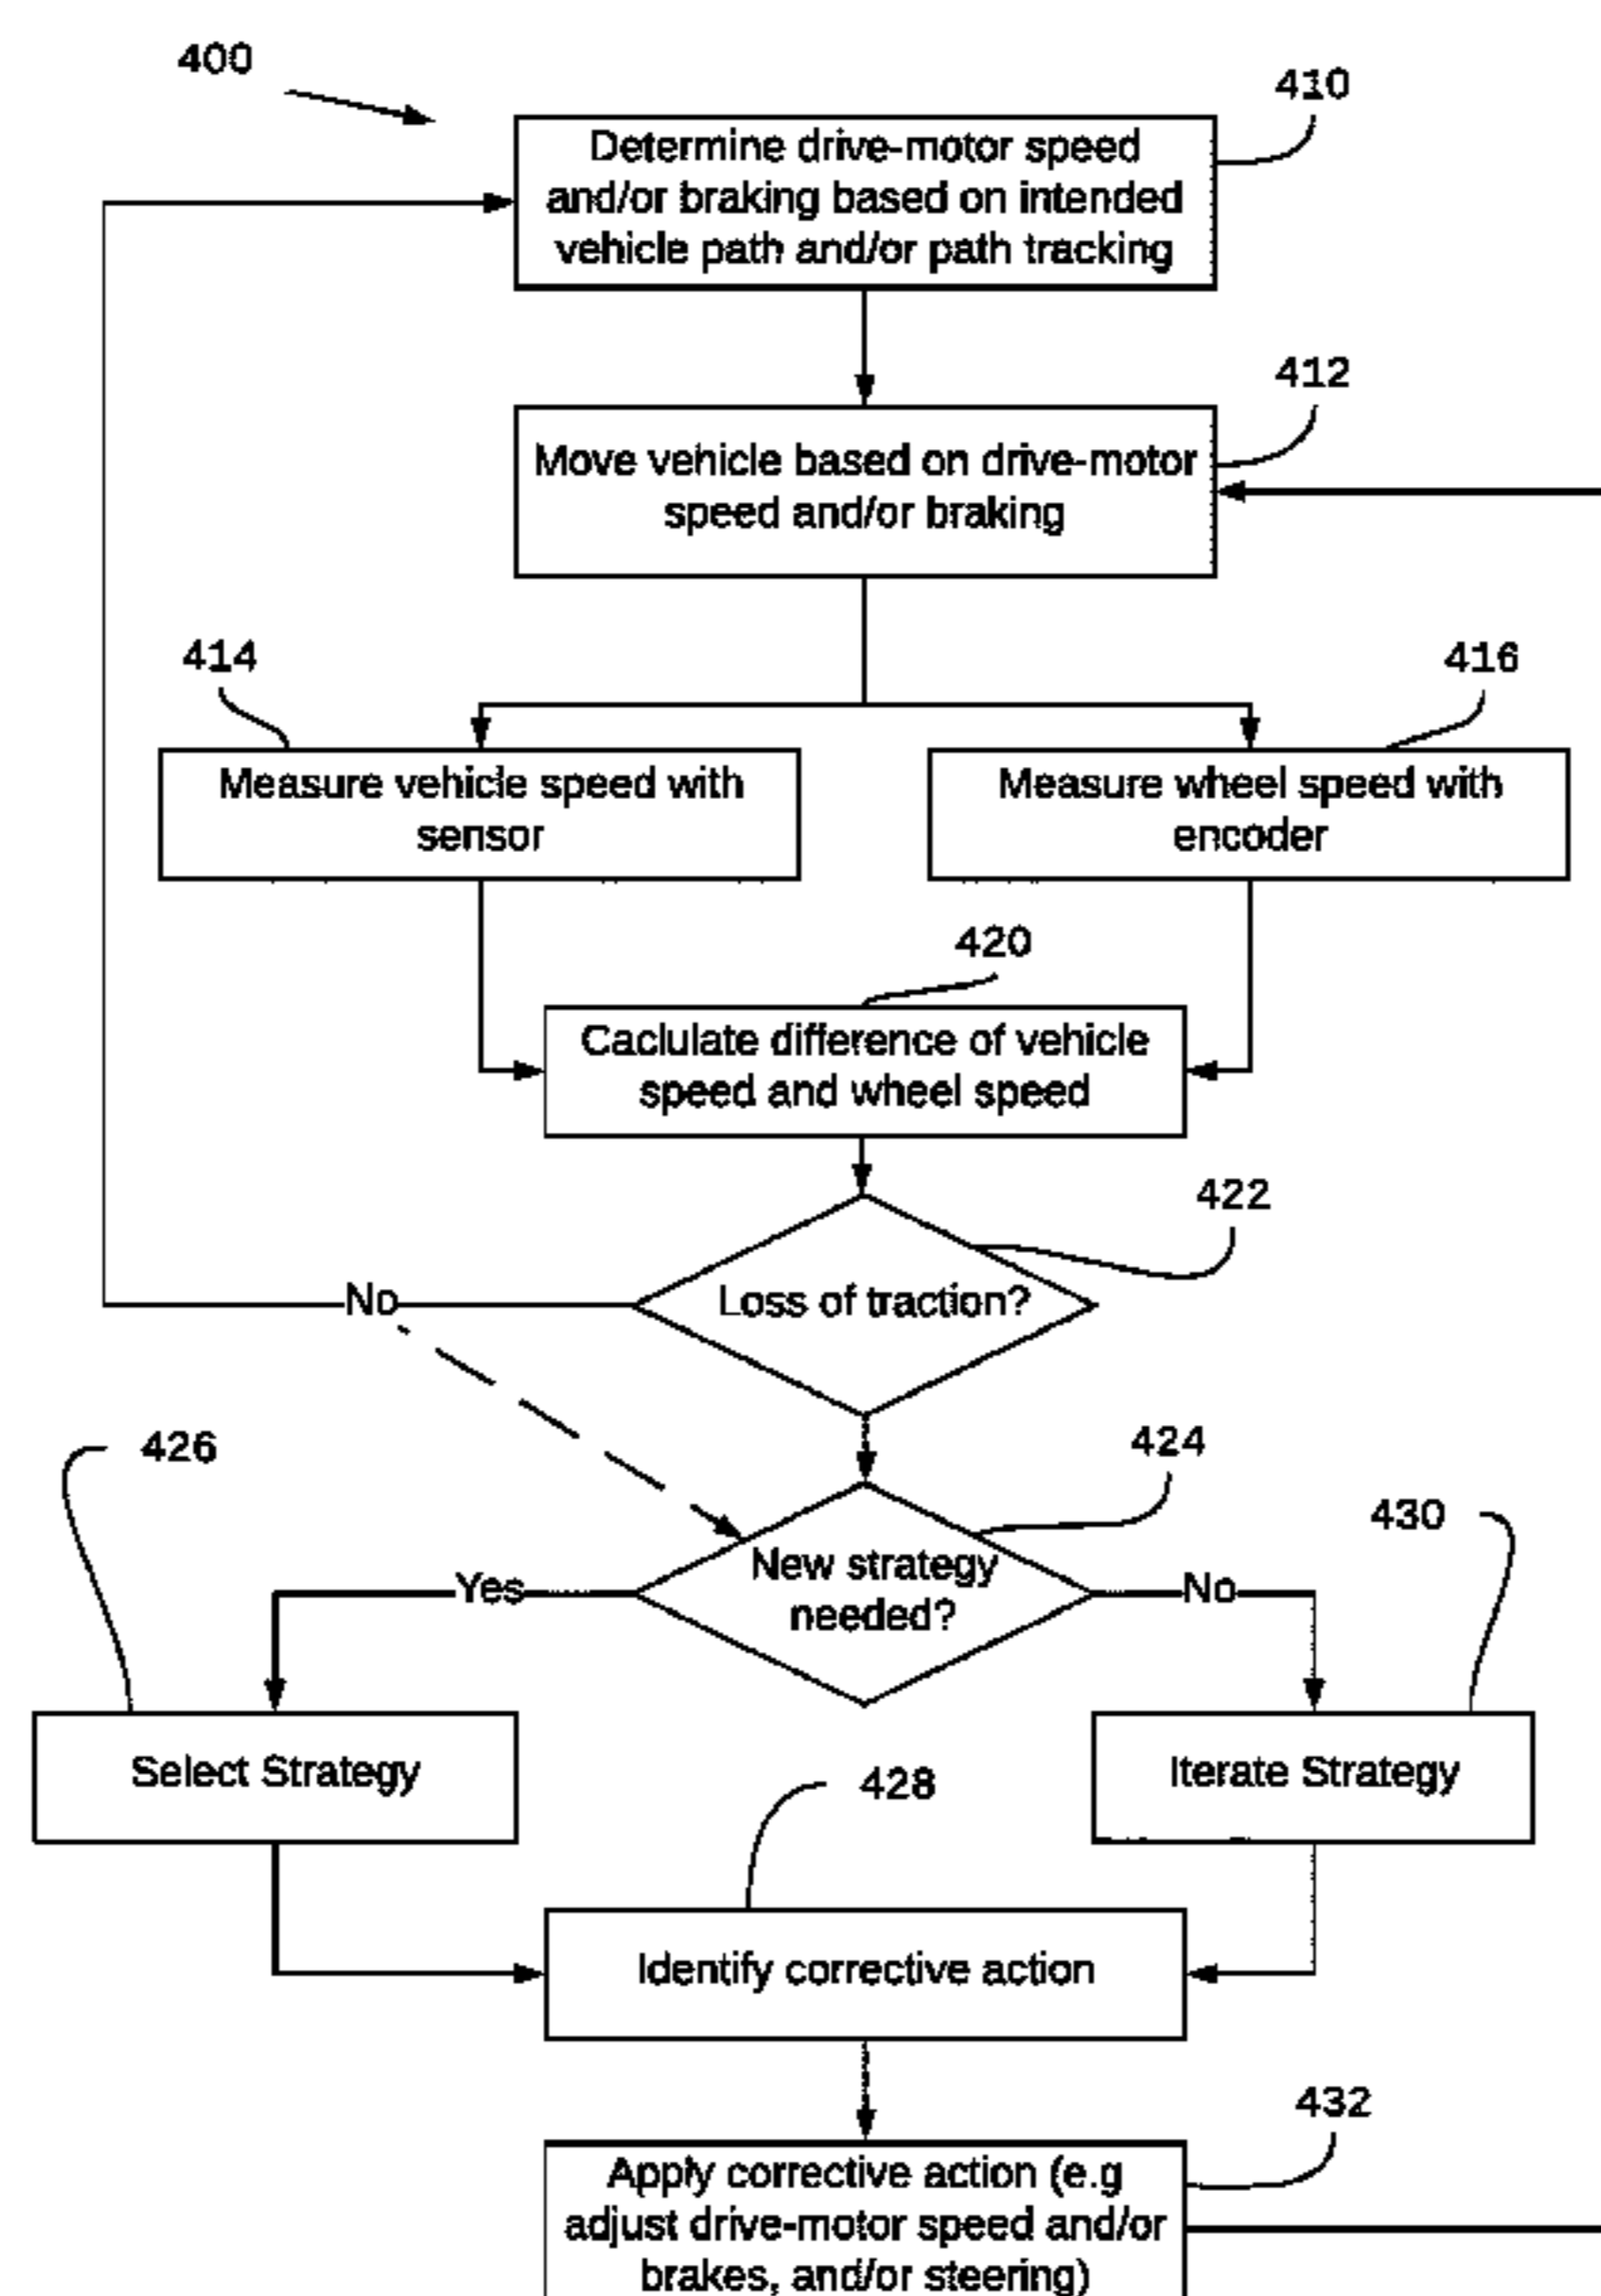 400
410
Determine drive-motor speed
and/or braking based on intended
vehicle path and/or path tracking
412
Move vehicle based on drive-motor
speed and/or braking
414
416
Measure vehicle speed with
sensor
Measure wheel speed with
encoder
420
Caclulate difference of vehicle
speed and wheel speed
422
Loss of traction?
No
424
426
430
New strategy
needed?
Yes
No
Select Strategy
Iterate Strategy
428
Identify corrective action
432
Apply corrective action (e.g
adjust drive-motor speed and/or
brakes, and/or steering)